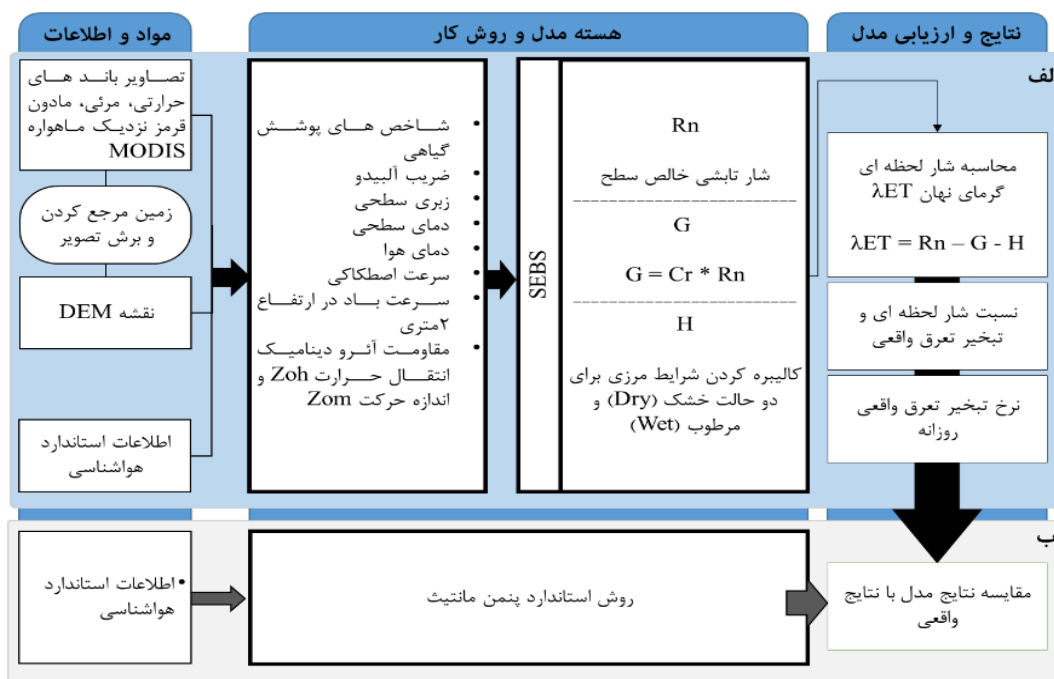 مواد و اطلاعات
هسته مدل و روش کار
نتایج و ارزیابی مدل
الف
تصاویر باند های
حرارتی، مرئی، مادون
قرمز نزدیک ماهواره
MODIS
زمین مرجع کردن
و برش تصویر
نقشه DEM
اطلاعات استاندارد
هواشناسی
• شاخص های پوشش
گیاهی
• ضریب آلبیدو
• زبری سطحی
• دمای سطحی
• دمای هوا
• سرعت اصطکاکی
• سرعت باد در ارتفاع
۲متری
• مقاومت آئرو دینامیک
انتقال حرارت Zoh و
اندازه حرکت Zom
SEBS
Rn
شار تابشی خالص سطح
G
G = Cr * Rn
H
کالیبره کردن شرایط مرزی برای
دو حالت خشک (Dry) و
مرطوب (Wet)
محاسبه شار لحظه ای
گرمای نهان λET
λET = Rn – G - H
نسبت شار لحظه ای و
تبخیر تعرق واقعی
نرخ تبخیر تعرق واقعی
روزانه
ب
• اطلاعات استاندارد
هواشناسی
روش استاندارد پنمن مانتیث
مقایسه نتایج مدل با نتایج
واقعی